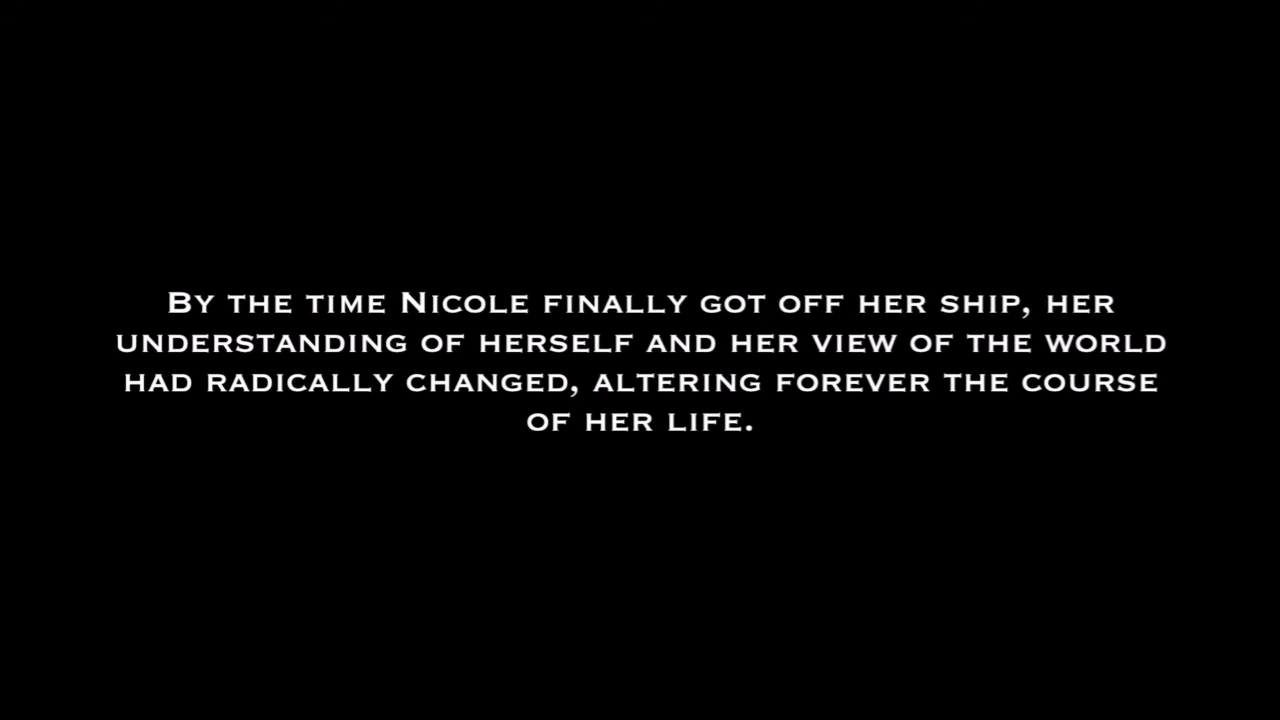 By the time Nicole finally got off her ship, her
understanding of herself and her view of the world
had radically changed, altering forever the course
of her life.